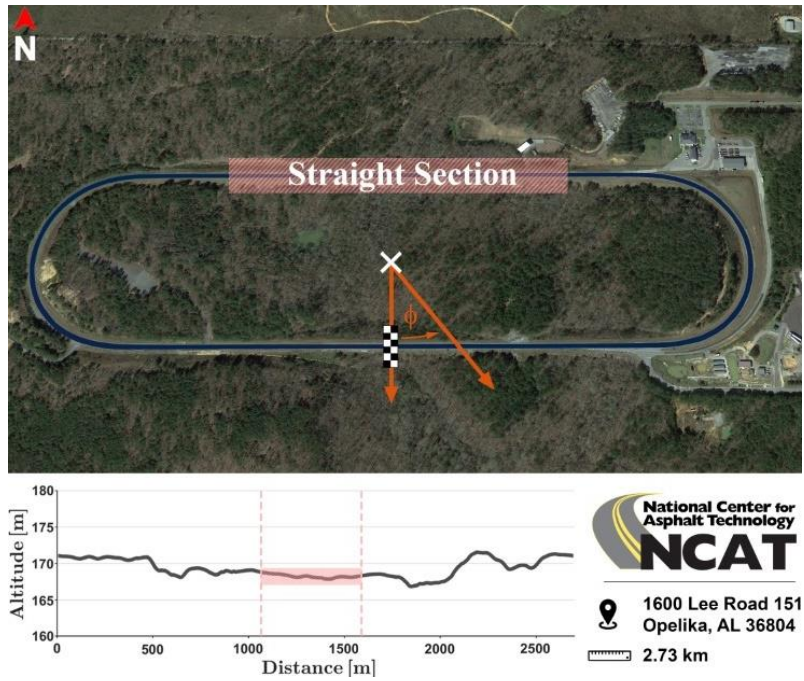 N
Straight Section
ϕ
180
175
170
165
160
Altitude [m]
0
500
1000
1500
2000
2500
Distance [m]
National Center for
Asphalt Technology
NCAT
1600 Lee Road 151
Opelika, AL 36804
2.73 km